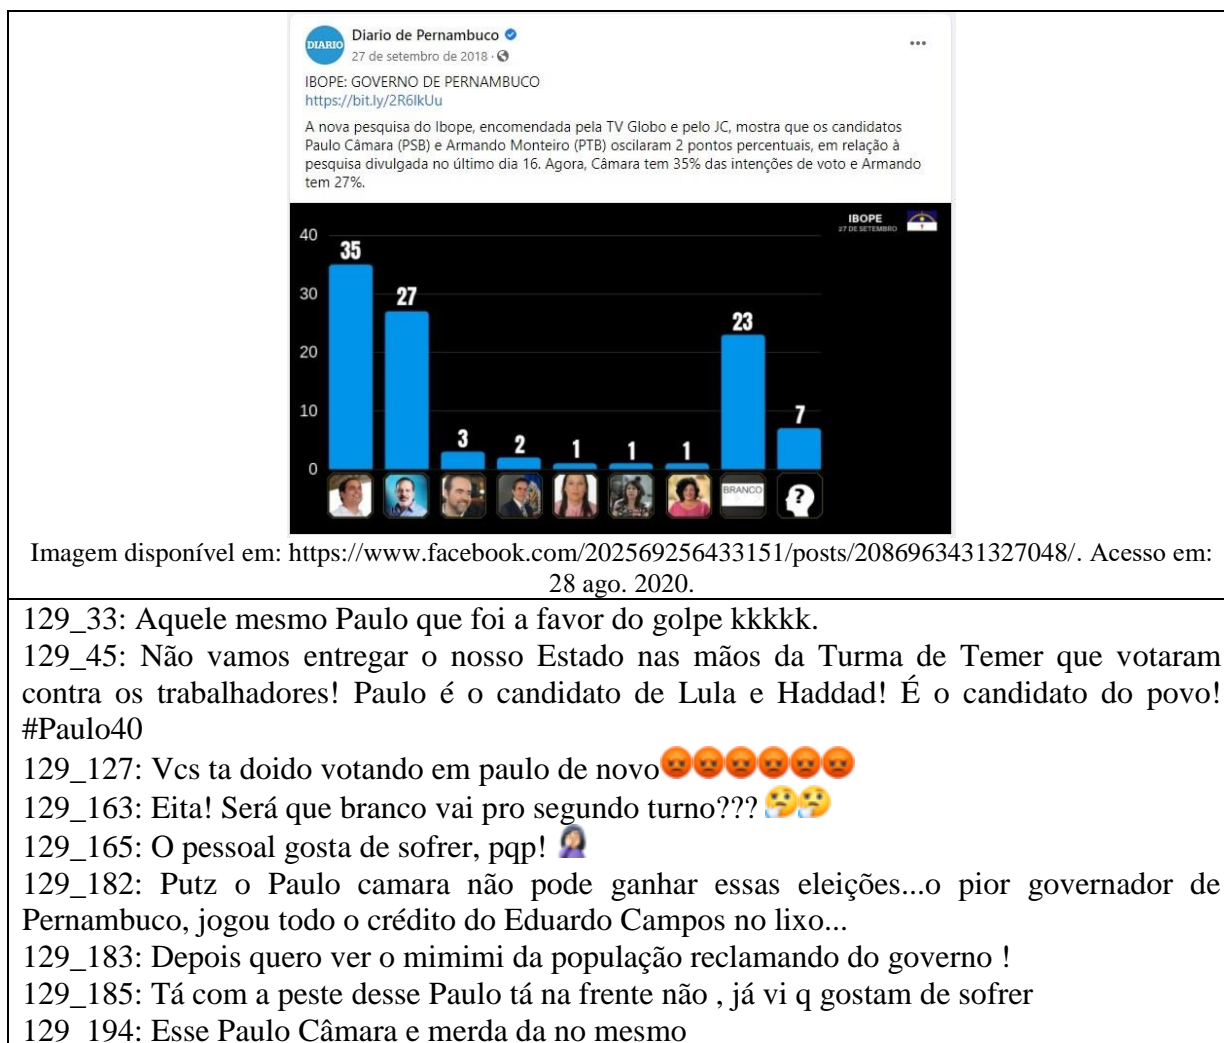 DIARIO
Diario de Pernambuco
27 de setembro de 2018 ·
IBOPE: GOVERNO DE PERNAMBUCO
https://bit.ly/2R6IkUu
A nova pesquisa do Ibope, encomendada pela TV Globo e pelo JC, mostra que os candidatos
Paulo Câmara (PSB) e Armando Monteiro (PTB) oscilaram 2 pontos percentuais, em relação à
pesquisa divulgada no último dia 16. Agora, Câmara tem 35% das intenções de voto e Armando
tem 27%.
IBOPE
27 DE SETEMBRO
40
35
30
27
23
20
10
7
3
2
1
1
1
0
BRANCO
?
Imagem disponível em: https://www.facebook.com/202569256433151/posts/2086963431327048/. Acesso em:
28 ago. 2020.
129_33: Aquele mesmo Paulo que foi a favor do golpe kkkkk.
129_45: Não vamos entregar o nosso Estado nas mãos da Turma de Temer que votaram
contra os trabalhadores! Paulo é o candidato de Lula e Haddad! É o candidato do povo!
#Paulo40
129_127: Vcs ta doido votando em paulo de novo😡😡😡😡😡😡
129_163: Eita! Será que branco vai pro segundo turno??? 🤔🤔
129_165: O pessoal gosta de sofrer, pqp! 🤦🏻‍♀️
129_182: Putz o Paulo camara não pode ganhar essas eleições...o pior governador de
Pernambuco, jogou todo o crédito do Eduardo Campos no lixo...
129_183: Depois quero ver o mimimi da população reclamando do governo !
129_185: Tá com a peste desse Paulo tá na frente não , já vi q gostam de sofrer
129_194: Esse Paulo Câmara e merda da no mesmo